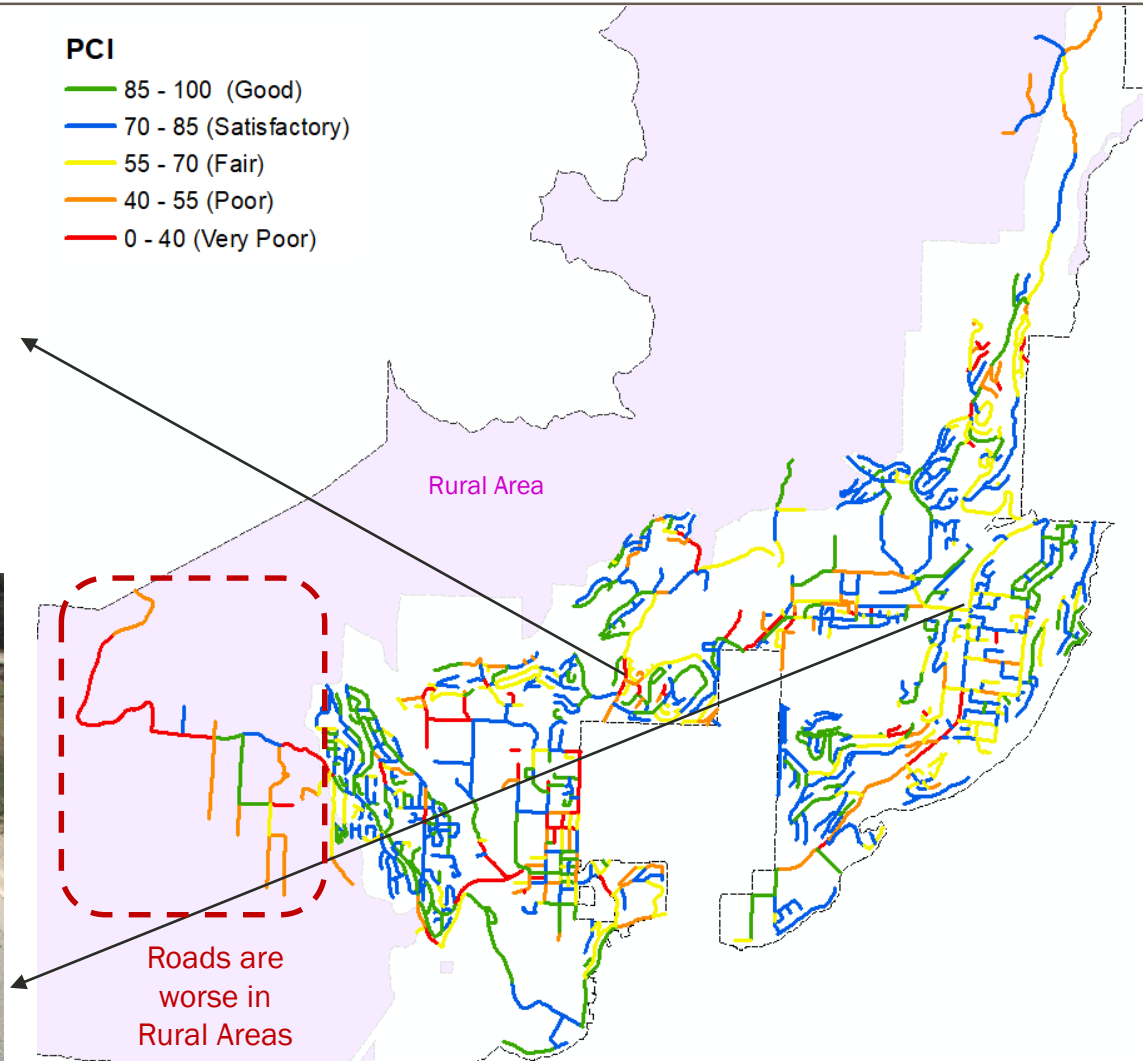 PCI
85 - 100 (Good)
70 - 85 (Satisfactory)
55 - 70 (Fair)
40 - 55 (Poor)
0 - 40 (Very Poor)
Rural Area
Roads are
worse in
Rural Areas